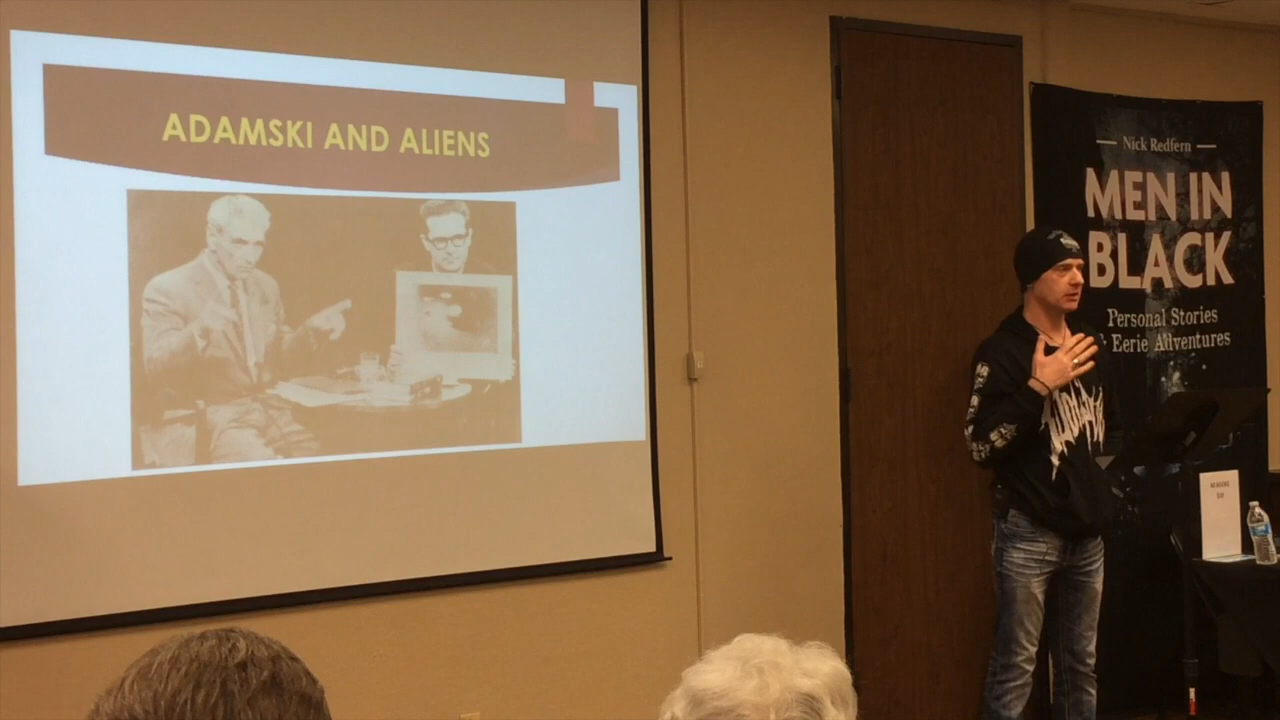 ADAMSKI AND ALIENS
Nick Redfern
MEN IN
BLACK
Personal Stories
& Eerie Adventures